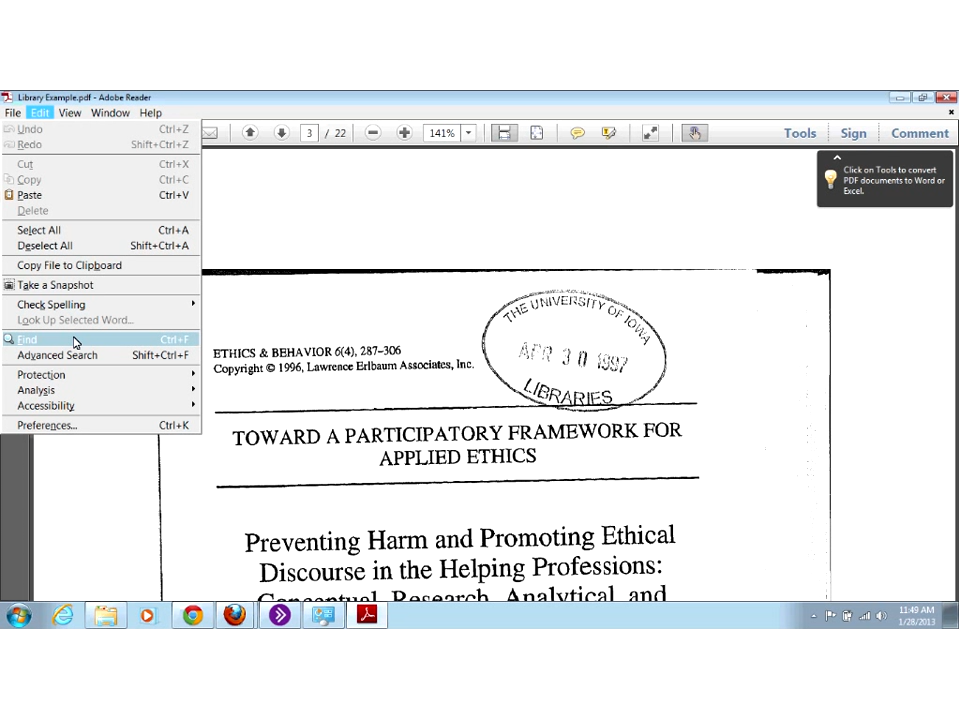 Library Example.pdf - Adobe Reader
File Edit View Window Help
Undo Ctrl+Z
Redo Shift+Ctrl+Z
Cut Ctrl+X
Copy Ctrl+C
Paste Ctrl+V
Delete
Select All Ctrl+A
Deselect All Shift+Ctrl+A
Copy File to Clipboard
Take a Snapshot
Check Spelling
Look Up Selected Word...
Find Ctrl+F
Advanced Search Shift+Ctrl+F
Protection
Analysis
Accessibility
Preferences... Ctrl+K
3 / 22 141% Tools Sign Comment
Click on Tools to convert
PDF documents to Word or
Excel.
THE UNIVERSITY OF IOWA
APR 30 1997
LIBRARIES
ETHICS & BEHAVIOR 6(4), 287-306
Copyright © 1996, Lawrence Erlbaum Associates, Inc.
TOWARD A PARTICIPATORY FRAMEWORK FOR
APPLIED ETHICS
Preventing Harm and Promoting Ethical
Discourse in the Helping Professions:
Conceptual, Research, Analytical, and
11:49 AM
1/28/2013